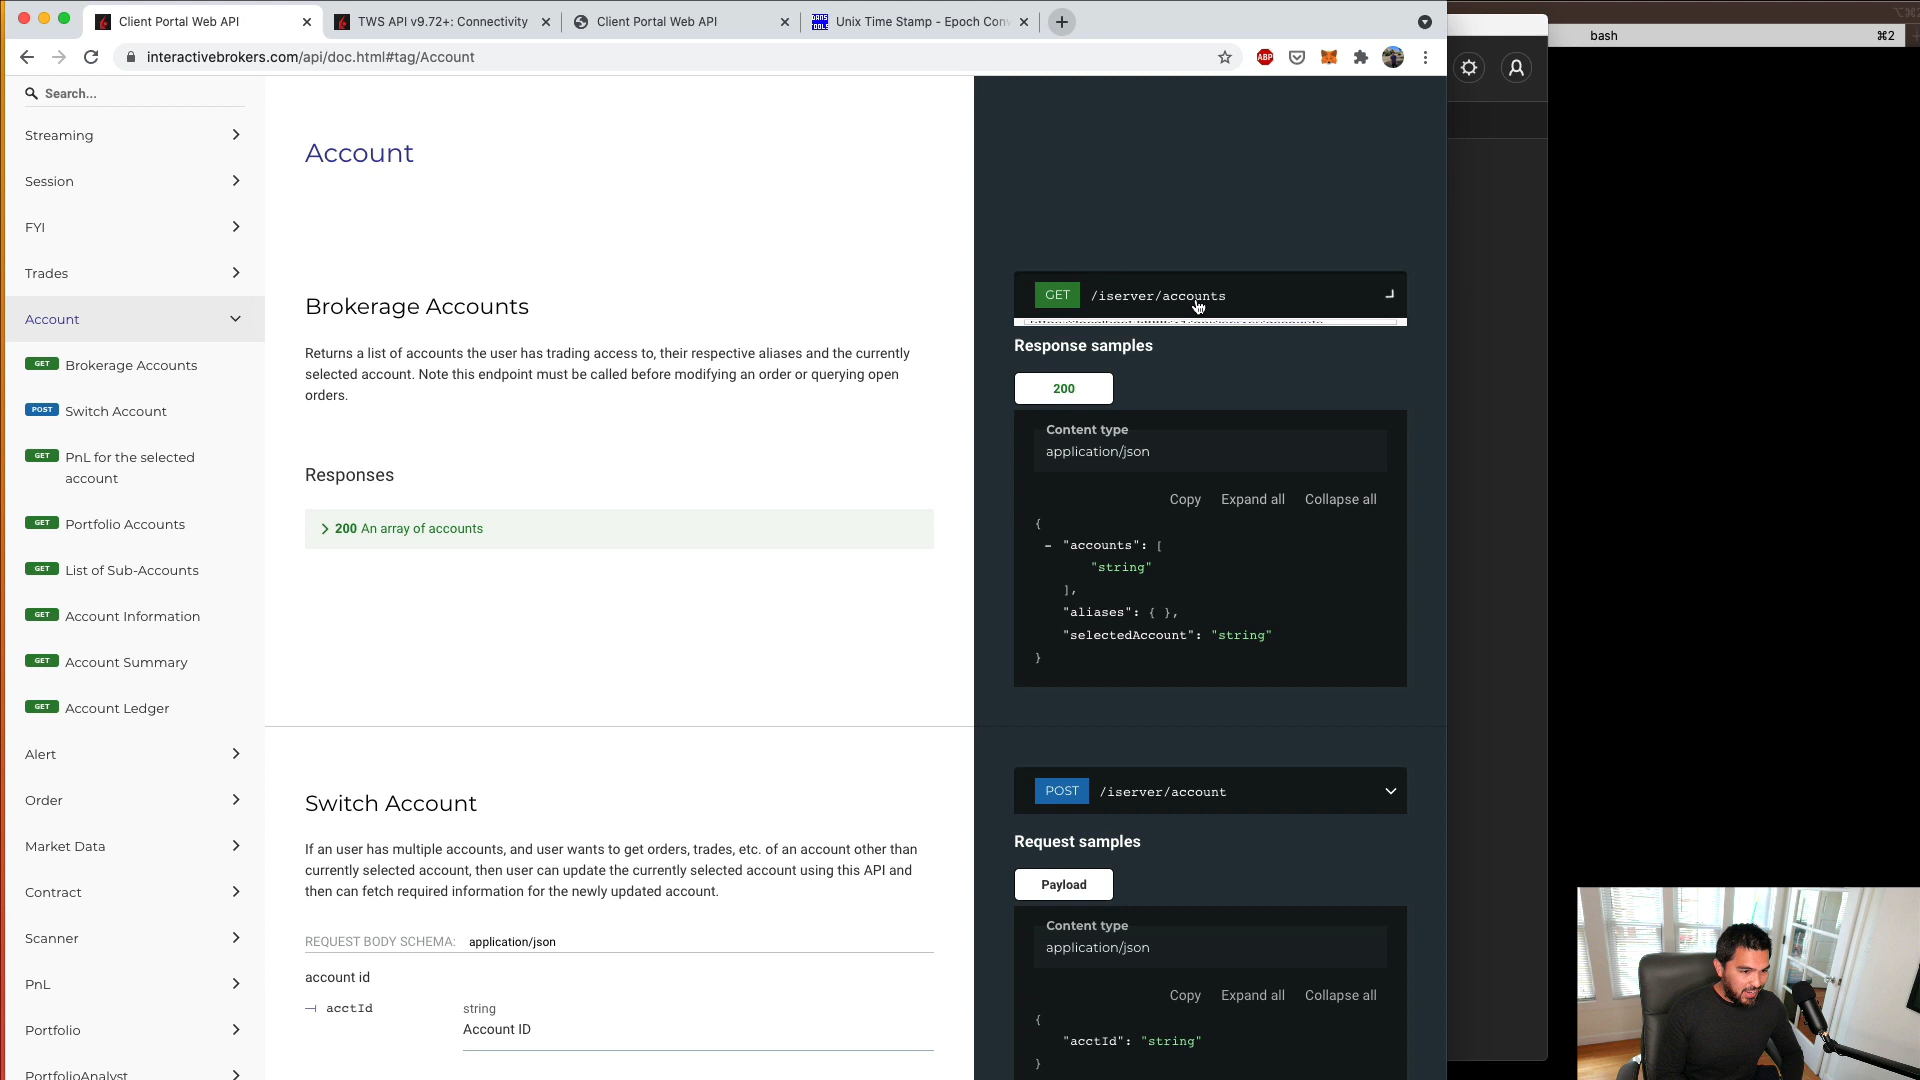 Client Portal Web API
TWS API v9.72+: Connectivity
Client Portal Web API
Unix Time Stamp - Epoch Con
bash
⌘2
interactivebrokers.com/api/doc.html#tag/Account
ABP
Search...
Streaming
Session
FYI
Trades
Account
GET Brokerage Accounts
POST Switch Account
GET PnL for the selected
account
GET Portfolio Accounts
GET List of Sub-Accounts
GET Account Information
GET Account Summary
GET Account Ledger
Alert
Order
Market Data
Contract
Scanner
PnL
Portfolio
PortfolioAnalyst
Account
Brokerage Accounts
Returns a list of accounts the user has trading access to, their respective aliases and the currently
selected account. Note this endpoint must be called before modifying an order or querying open
orders.
Responses
200 An array of accounts
GET /iserver/accounts
Response samples
200
Content type
application/json
Copy Expand all Collapse all
{
- "accounts": [
"string"
],
"aliases": { },
"selectedAccount": "string"
}
Switch Account
If an user has multiple accounts, and user wants to get orders, trades, etc. of an account other than
currently selected account, then user can update the currently selected account using this API and
then can fetch required information for the newly updated account.
REQUEST BODY SCHEMA: application/json
account id
acctId string
Account ID
POST /iserver/account
Request samples
Payload
Content type
application/json
Copy Expand all Collapse all
{
"acctId": "string"
}